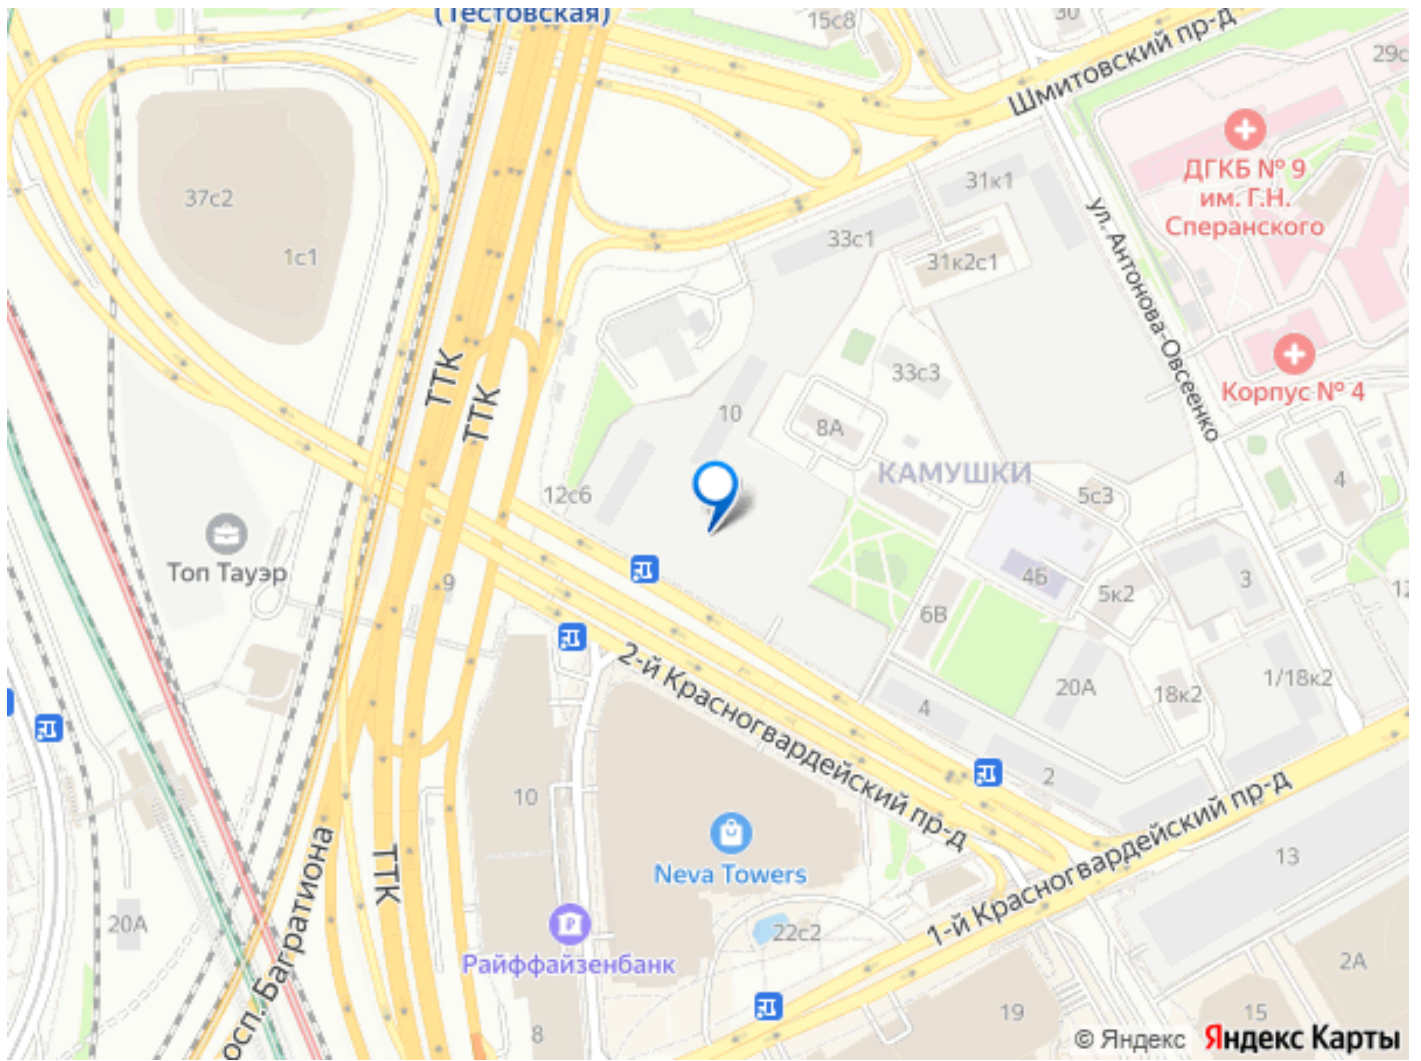 (Тестовская)
15с8
30
Шмитовский пр-д
29с
ДГКБ № 9
им. Г.Н.
Сперанского
37с2
1с1
31к1
33с1
31к2с1
ул. Антонова-Овсеенко
ТТК
ТТК
33с3
Корпус № 4
10
8А
КАМУШКИ
12с6
5с3
4
Топ Тауэр
9
4Б
3
5к2
12
6В
2-й Красногвардейский пр-д
20А
18к2
1/18к2
4
2
10
Neva Towers
1-й Красногвардейский пр-д
13
ТТК
20А
осп. Багратиона
Райффайзенбанк
22с2
2А
8
19
15
© Яндекс Яндекс Карты